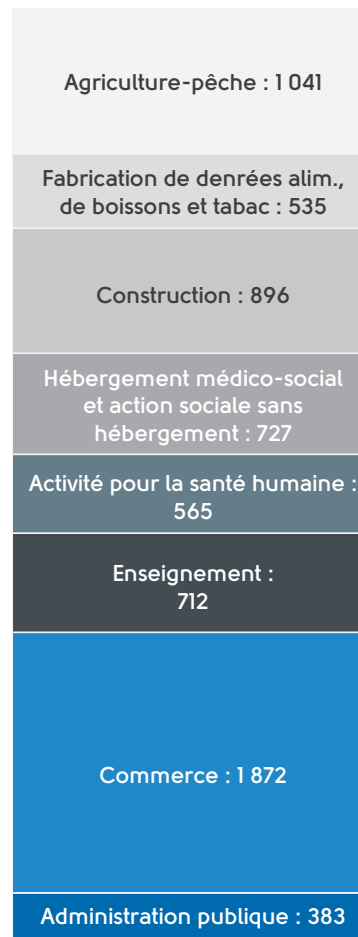 Agriculture-pêche : 1 041
Fabrication de denrées alim.,
de boissons et tabac : 535
Construction : 896
Hébergement médico-social
et action sociale sans
hébergement : 727
Activité pour la santé humaine :
565
Enseignement :
712
Commerce : 1 872
Administration publique : 383